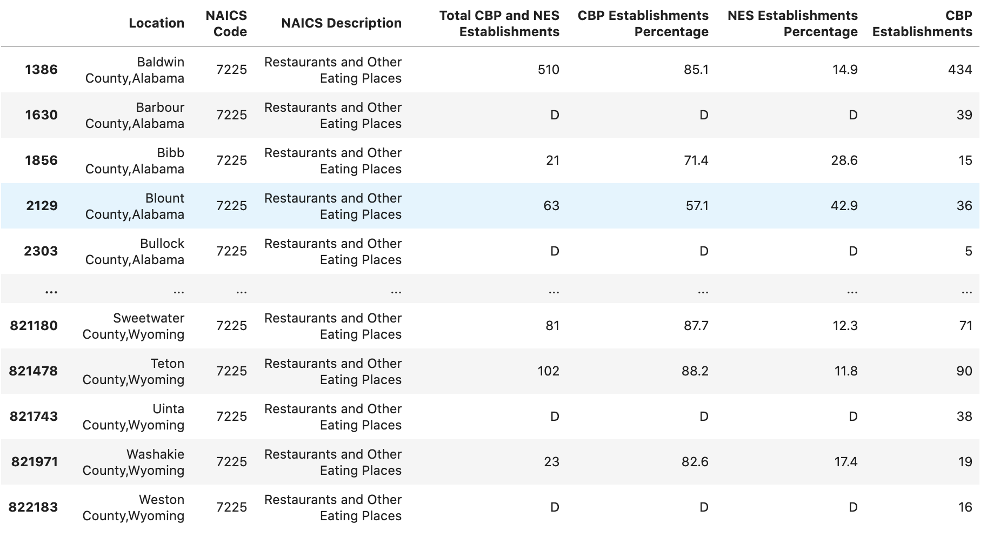 Location NAICS Code NAICS Description Total CBP and NES Establishments CBP Establishments Percentage NES Establishments Percentage CBP Establishments
1386 Baldwin County,Alabama 7225 Restaurants and Other Eating Places 510 85.1 14.9 434
1630 Barbour County,Alabama 7225 Restaurants and Other Eating Places D D D 39
1856 Bibb County,Alabama 7225 Restaurants and Other Eating Places 21 71.4 28.6 15
2129 Blount County,Alabama 7225 Restaurants and Other Eating Places 63 57.1 42.9 36
2303 Bullock County,Alabama 7225 Restaurants and Other Eating Places D D D 5
... ... ... ... ... ... ... ...
821180 Sweetwater County,Wyoming 7225 Restaurants and Other Eating Places 81 87.7 12.3 71
821478 Teton County,Wyoming 7225 Restaurants and Other Eating Places 102 88.2 11.8 90
821743 Uinta County,Wyoming 7225 Restaurants and Other Eating Places D D D 38
821971 Washakie County,Wyoming 7225 Restaurants and Other Eating Places 23 82.6 17.4 19
822183 Weston County,Wyoming 7225 Restaurants and Other Eating Places D D D 16